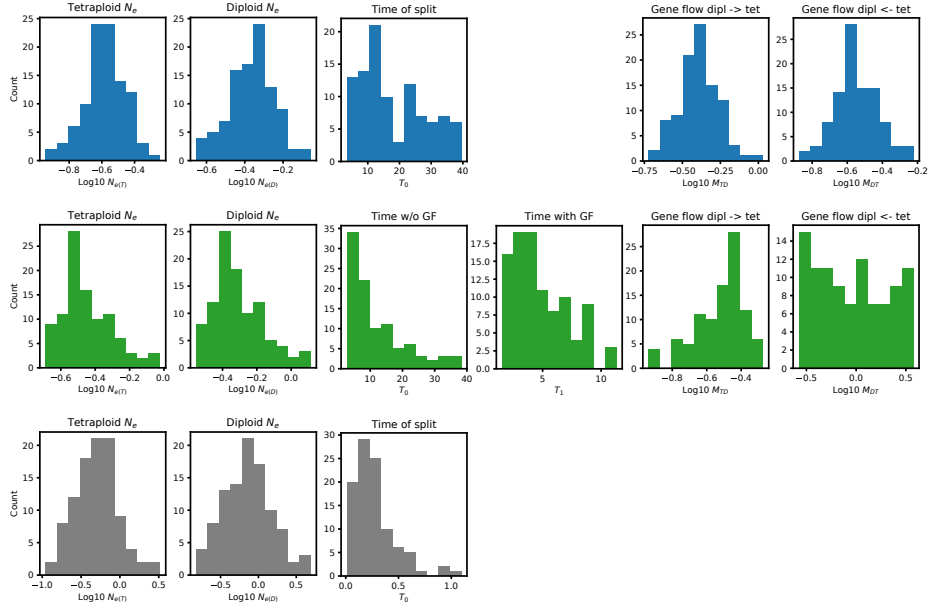 Tetraploid Ne Diploid Ne Time of split Gene flow dipl -> tet Gene flow dipl <- tet
Count
25 20 15 10 5 0
25 20 15 10 5 0
20 15 10 5 0
25 20 15 10 5 0
25 20 15 10 5 0
−0.8 −0.6 −0.4
−0.6 −0.4 −0.2
10 20 30 40
−0.75 −0.50 −0.25 0.00
−0.8 −0.6 −0.4 −0.2
Log10 Ne(T) Log10 Ne(D) T0 Log10 MTD Log10 MDT
Tetraploid Ne Diploid Ne Time w/o GF Time with GF Gene flow dipl -> tet Gene flow dipl <- tet
Count
25 20 15 10 5 0
25 20 15 10 5 0
35 30 25 20 15 10 5 0
17.5 15.0 12.5 10.0 7.5 5.0 2.5 0.0
25 20 15 10 5 0
14 12 10 8 6 4 2 0
−0.6 −0.4 −0.2 0.0
−0.4 −0.2 0.0
10 20 30 40
5 10
−0.8 −0.6 −0.4
−0.5 0.0 0.5
Log10 Ne(T) Log10 Ne(D) T0 T1 Log10 MTD Log10 MDT
Tetraploid Ne Diploid Ne Time of split
Count
20 15 10 5 0
20 15 10 5 0
30 25 20 15 10 5 0
−1.0 −0.5 0.0 0.5
−0.5 0.0 0.5
0.0 0.5 1.0
Log10 Ne(T) Log10 Ne(D) T0